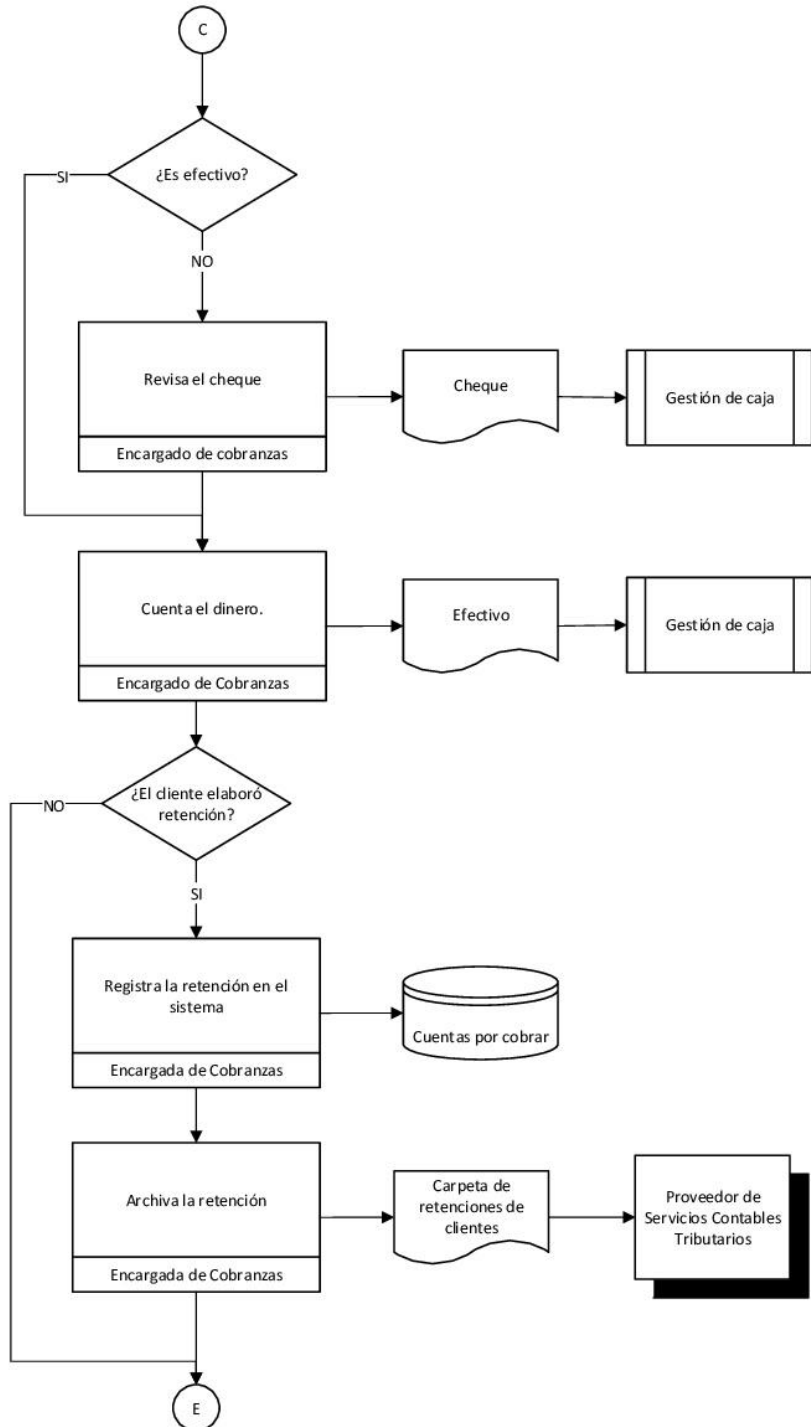 C
¿Es efectivo?
SI
NO
Revisa el cheque
Encargado de cobranzas
Cheque
Gestión de caja
Cuenta el dinero.
Encargado de Cobranzas
Efectivo
Gestión de caja
¿El cliente elaboró
retención?
NO
SI
Registra la retención en el
sistema
Encargada de Cobranzas
Cuentas por cobrar
Archiva la retención
Encargada de Cobranzas
Carpeta de
retenciones de
clientes
Proveedor de
Servicios Contables
Tributarios
E